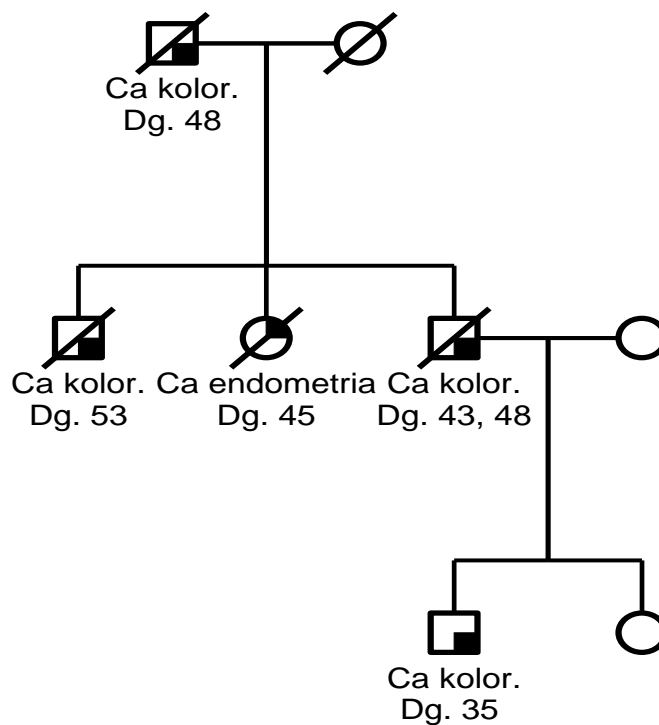 Ca kolor.
Dg. 48
Ca kolor.
Dg. 53
Ca endometria
Dg. 45
Ca kolor.
Dg. 43, 48
Ca kolor.
Dg. 35